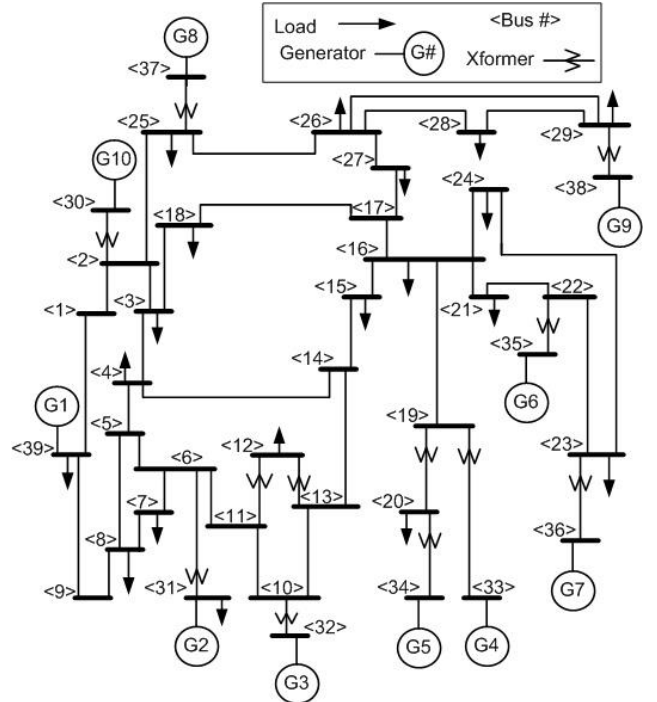 G8
Load
<Bus #>
Generator
G#
Xformer
<37>
<25>
<26>
<28>
<29>
G10
<27>
<24>
<38>
<30>
<18>
<17>
G9
<2>
<16>
<1>
<3>
<15>
<21>
<22>
<14>
<35>
<4>
G1
<5>
G6
<19>
<39>
<6>
<12>
<23>
<7>
<11>
<13>
<20>
<8>
<36>
<9>
<31>
<10>
<34>
<33>
G7
<32>
G2
G5
G4
G3